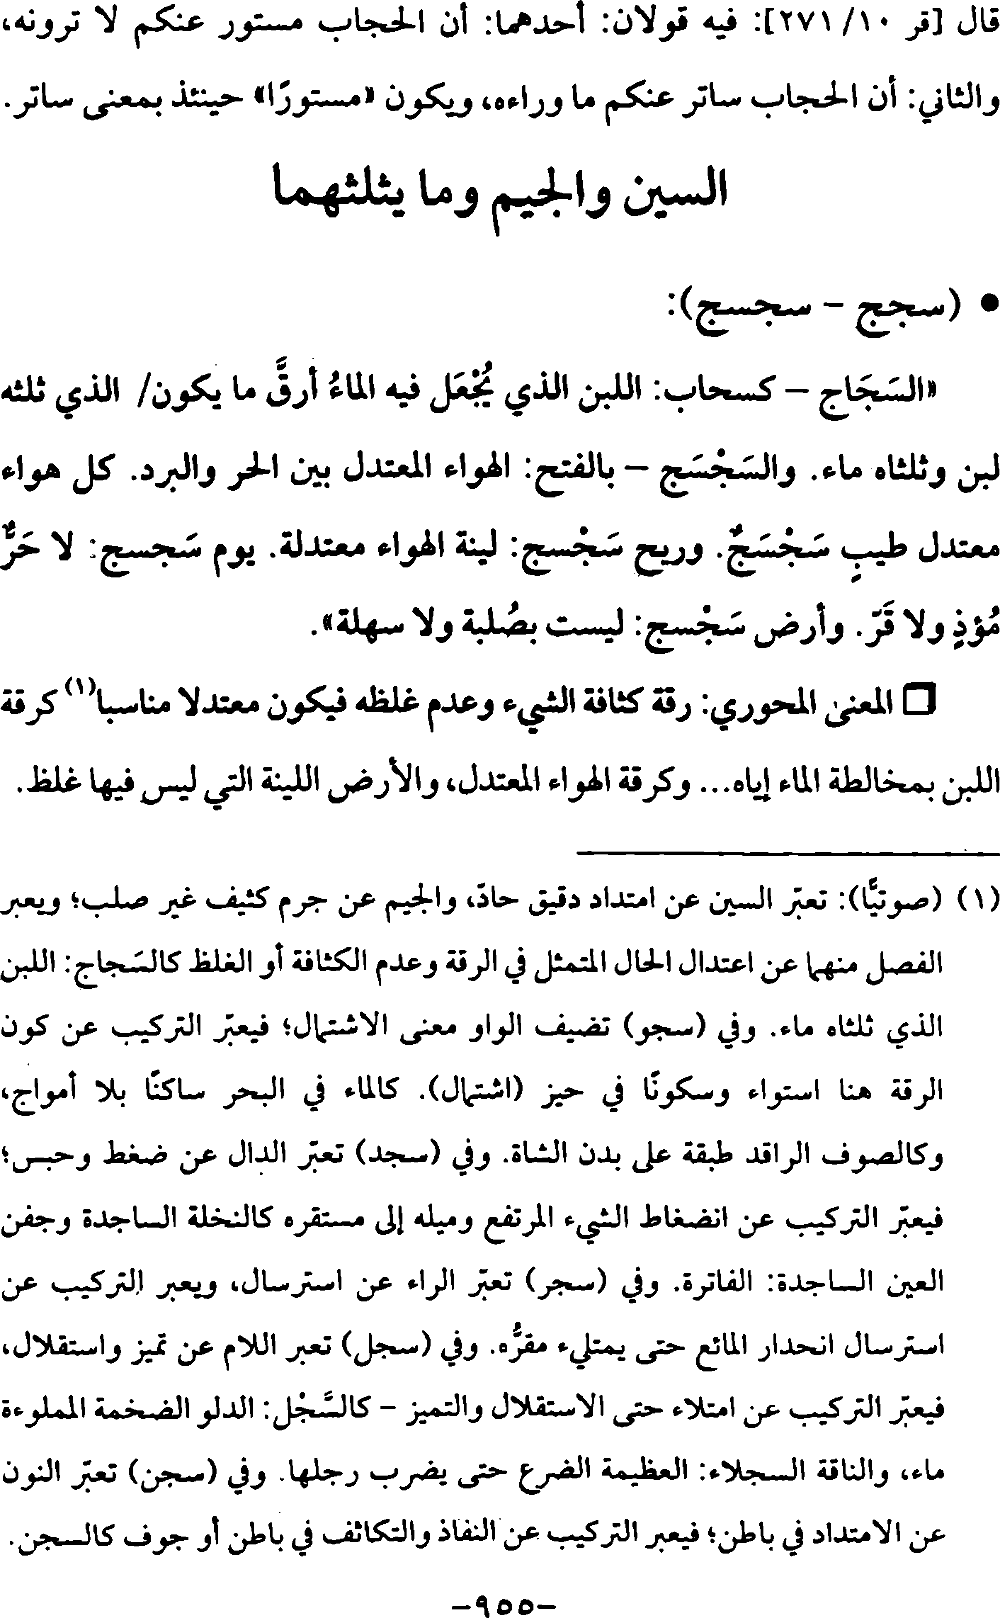 قال [قر ١٠/ ٢٧١]: فيه قولان: أحدهما: أن الحجاب مستور عنكم لا ترونه،
والثاني: أن الحجاب ساتر عنكم ما وراءه، ويكون «مستورًا» حينئذ بمعنى ساتر.
السين والجيم وما يثلثهما
• (سجج - سجسج):
«السَجَاج - كسحاب: اللبن الذي يُجْعَل فيه الماءُ أرقَّ ما يكون/ الذي ثلثه
لبن وثلثاه ماء. والسَجْسَج - بالفتح: الهواء المعتدل بين الحر والبرد. كل هواء
معتدل طيبٍ سَجْسَجٌ. وريح سَجْسج: لينة الهواء معتدلة. يوم سَجسج: لا حَرٌّ
مُؤذٍ ولا قَرّ. وأرض سَجْسج: ليست بصُلبة ولا سهلة».
❒ المعنى المحوري: رقة كثافة الشيء وعدم غلظه فيكون معتدلا مناسبا(١) كرقة
اللبن بمخالطة الماء إياه... وكرقة الهواء المعتدل، والأرض اللينة التي ليس فيها غلظ.
(١) (صوتيًّا): تعبّر السين عن امتداد دقيق حادّ، والجيم عن جرم كثيف غير صلب؛ ويعبر
الفصل منهما عن اعتدال الحال المتمثل في الرقة وعدم الكثافة أو الغلظ كالسَجاج: اللبن
الذي ثلثاه ماء. وفي (سجو) تضيف الواو معنى الاشتمال؛ فيعبّر التركيب عن كون
الرقة هنا استواء وسكونًا في حيز (اشتمال). كالماء في البحر ساكنًا بلا أمواج،
وكالصوف الراقد طبقة على بدن الشاة. وفي (سجد) تعبّر الدال عن ضغط وحبس؛
فيعبّر التركيب عن انضغاط الشيء المرتفع وميله إلى مستقره كالنخلة الساجدة وجفن
العين الساجدة: الفاترة. وفي (سجر) تعبّر الراء عن استرسال، ويعبر التركيب عن
استرسال انحدار المائع حتى يمتليء مقرُّه. وفي (سجل) تعبر اللام عن تميز واستقلال،
فيعبّر التركيب عن امتلاء حتى الاستقلال والتميز - كالسَّجْل: الدلو الضخمة المملوءة
ماء، والناقة السجلاء: العظيمة الضرع حتى يضرب رجلها. وفي (سجن) تعبّر النون
عن الامتداد في باطن؛ فيعبر التركيب عن النفاذ والتكاثف في باطن أو جوف كالسجن.
-٩٥٥-